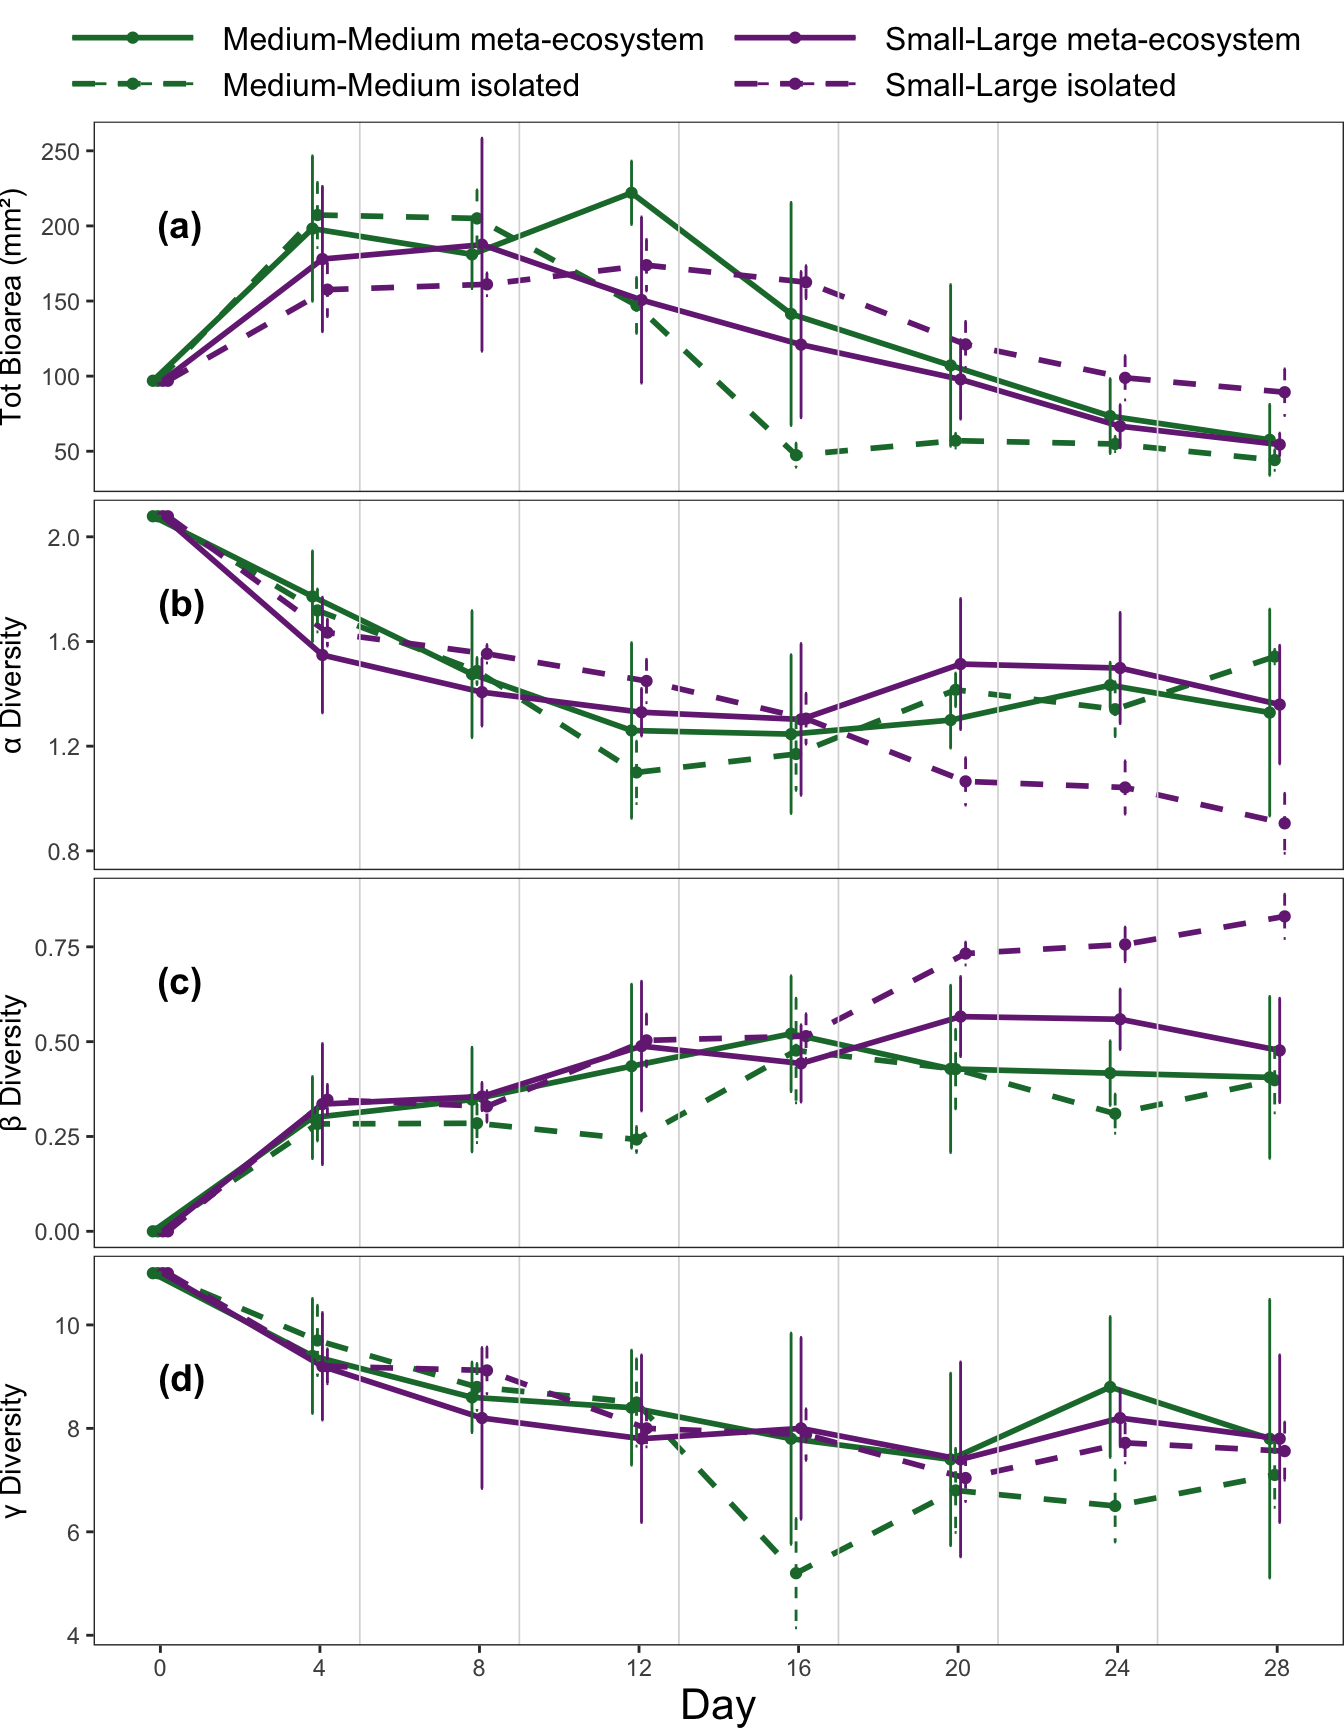 Medium-Medium meta-ecosystem Small-Large meta-ecosystem
Medium-Medium isolated Small-Large isolated
Tot Bioarea (mm²)
250
200
150
100
50
(a)
α Diversity
2.0
1.6
1.2
0.8
(b)
β Diversity
0.75
0.50
0.25
0.00
(c)
γ Diversity
10
8
6
4
(d)
0 4 8 12 16 20 24 28
Day